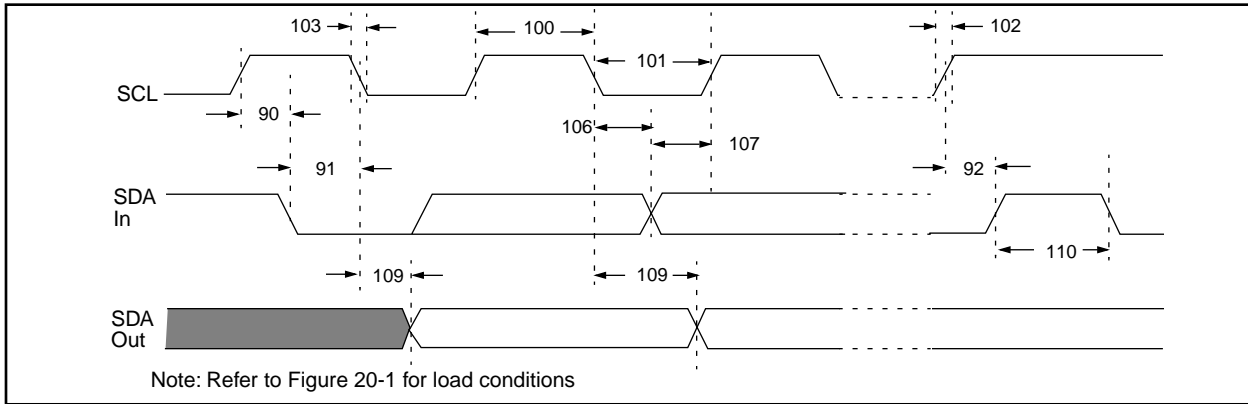 103
100
101
102
SCL
90
106
107
91
92
SDA
In
109
109
110
SDA
Out
Note: Refer to Figure 20-1 for load conditions